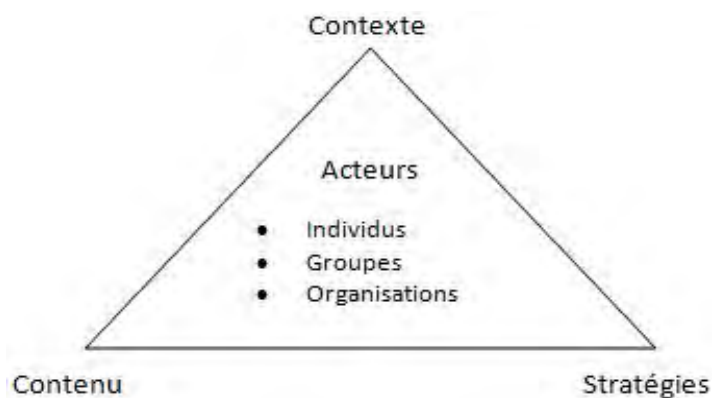 Contexte
Acteurs
• Individus
• Groupes
• Organisations
Contenu
Stratégies